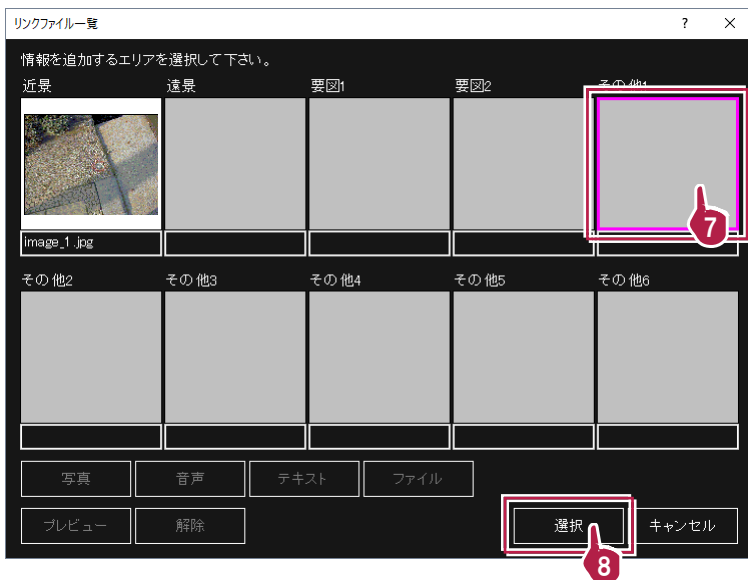 リンクファイル一覧 ? ×
情報を追加するエリアを選択して下さい。
近景 遠景 要図1 要図2 その他1
7
image_1.jpg
その他2 その他3 その他4 その他5 その他6
写真 音声 テキスト ファイル
プレビュー 解除 選択 キャンセル
8